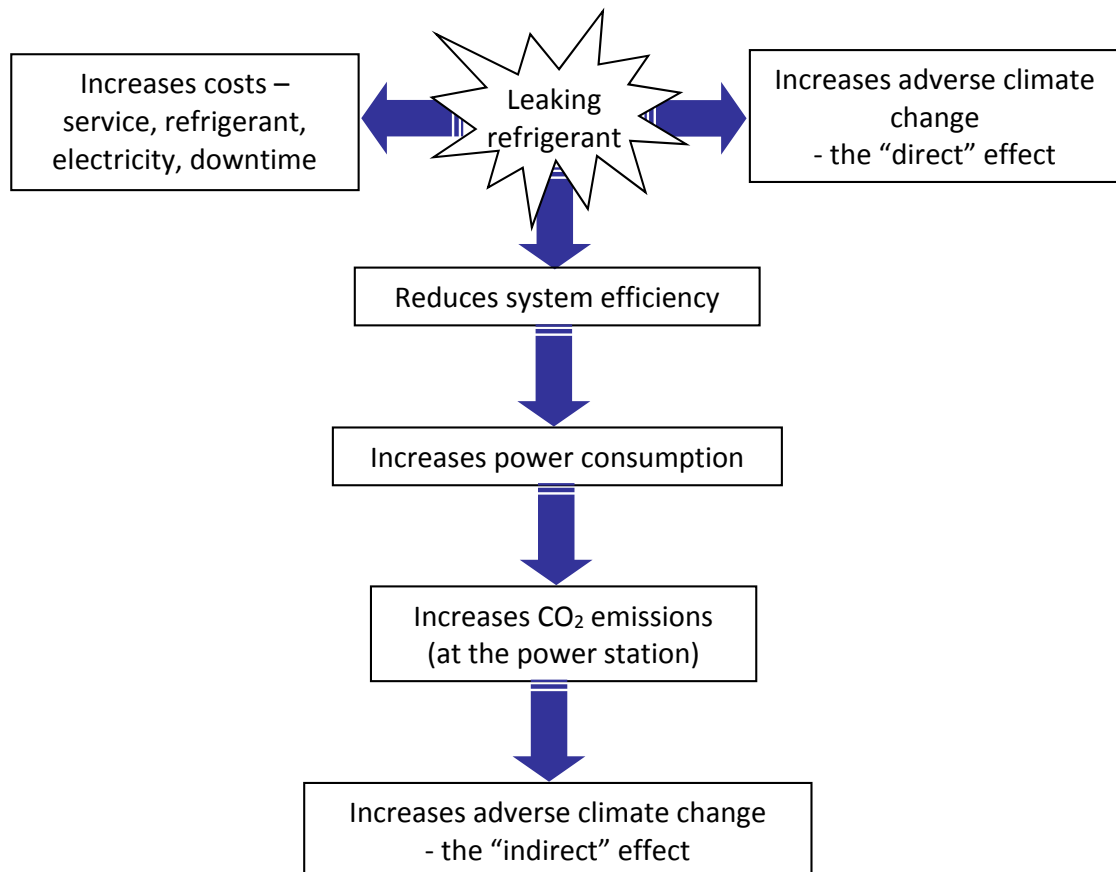 Increases costs –
service, refrigerant,
electricity, downtime
Leaking
refrigerant
Increases adverse climate
change
- the “direct” effect
Reduces system efficiency
Increases power consumption
Increases CO₂ emissions
(at the power station)
Increases adverse climate change
- the “indirect” effect